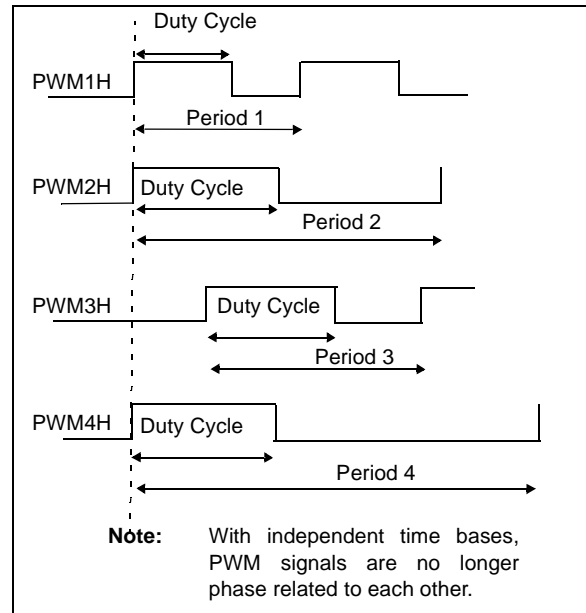 Duty Cycle
PWM1H
Period 1
PWM2H
Duty Cycle
Period 2
PWM3H
Duty Cycle
Period 3
PWM4H
Duty Cycle
Period 4
Note: With independent time bases,
PWM signals are no longer
phase related to each other.